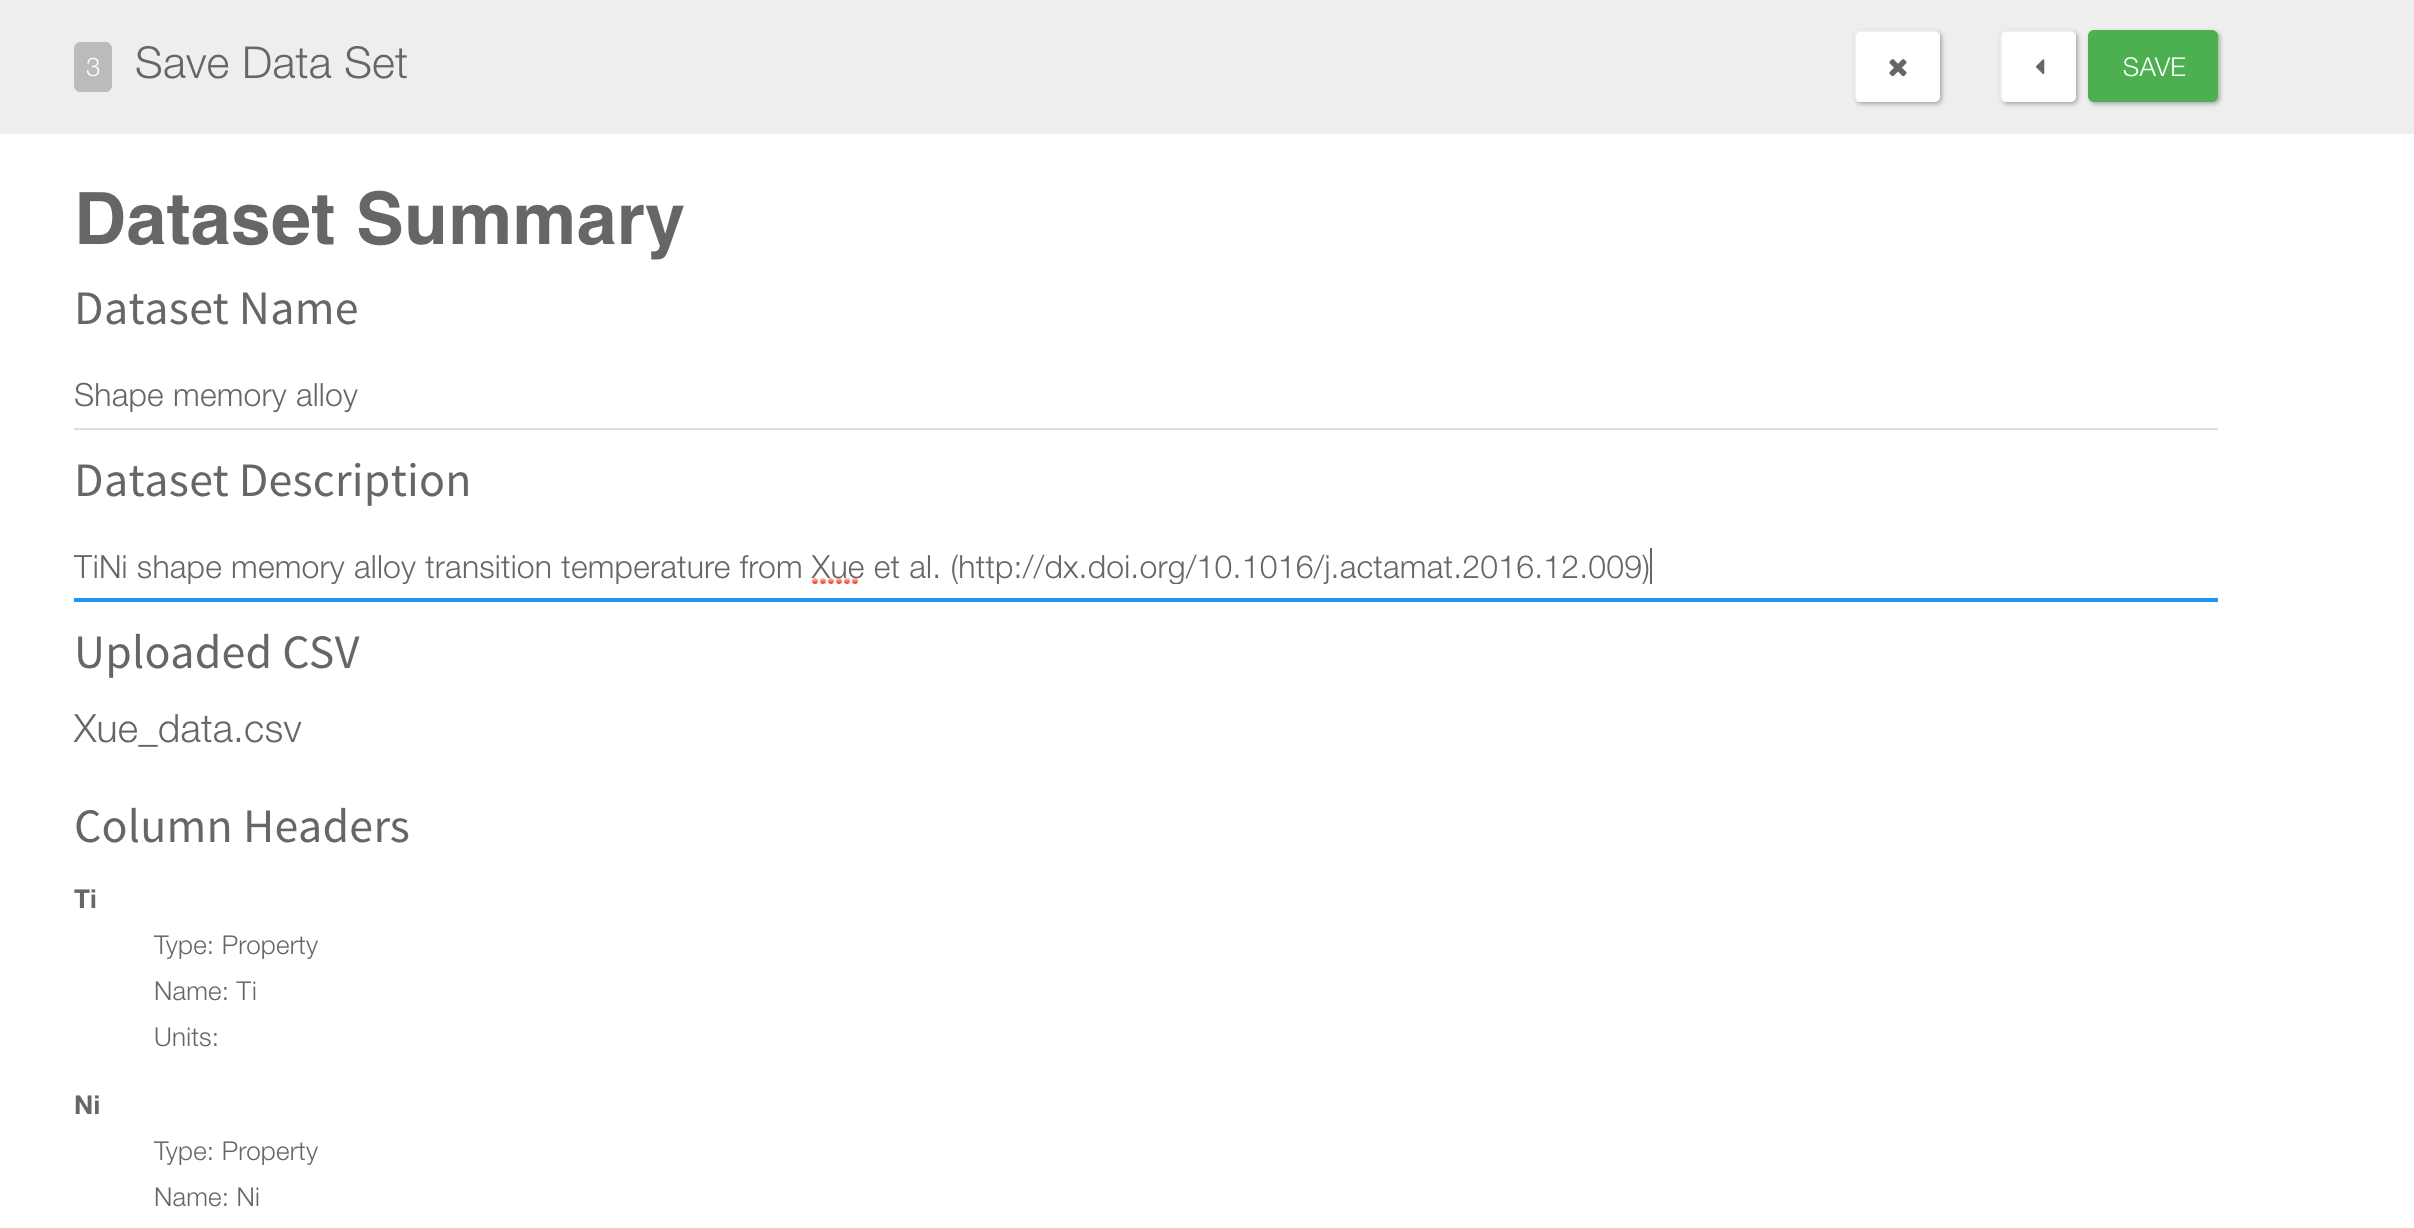 3 Save Data Set
SAVE
Dataset Summary
Dataset Name
Shape memory alloy
Dataset Description
TiNi shape memory alloy transition temperature from Xue et al. (http://dx.doi.org/10.1016/j.actamat.2016.12.009)
Uploaded CSV
Xue_data.csv
Column Headers
Ti
Type: Property
Name: Ti
Units:
Ni
Type: Property
Name: Ni